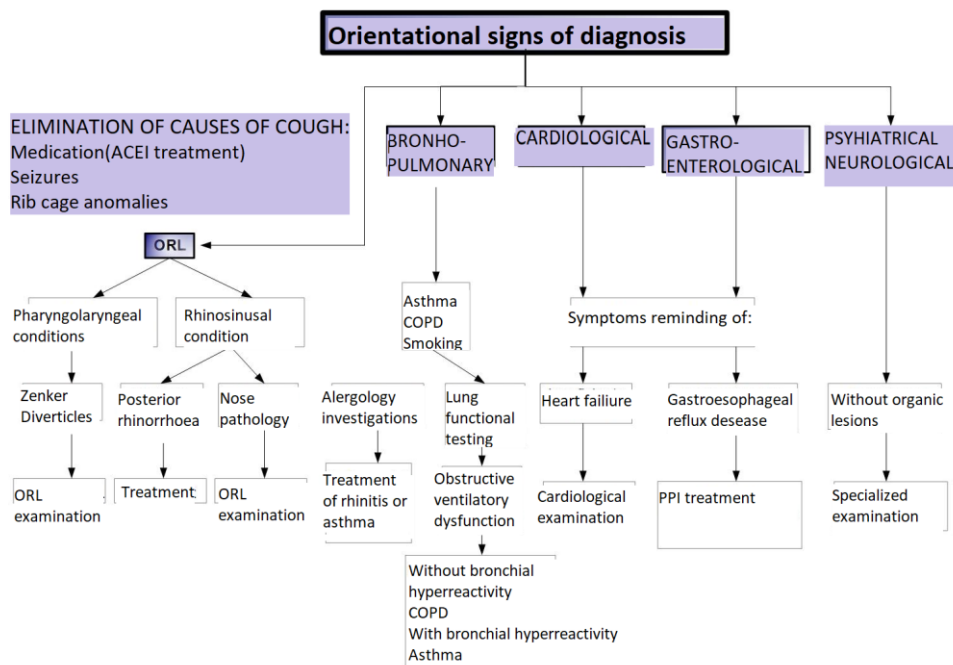 Orientational signs of diagnosis
ELIMINATION OF CAUSES OF COUGH:
Medication(ACEI treatment)
Seizures
Rib cage anomalies
BRONHO-
PULMONARY
CARDIOLOGICAL
GASTRO-
ENTEROLOGICAL
PSYHIATRICAL
NEUROLOGICAL
ORL
Pharyngolaryngeal
conditions
Rhinosinusal
condition
Asthma
COPD
Smoking
Symptoms reminding of:
Zenker
Diverticles
Posterior
rhinorrhoea
Nose
pathology
Alergology
investigations
Lung
functional
testing
Heart failiure
Gastroesophageal
reflux desease
Without organic
lesions
ORL
examination
Treatment
ORL
examination
Treatment
of rhinitis or
asthma
Obstructive
ventilatory
dysfunction
Cardiological
examination
PPI treatment
Specialized
examination
Without bronchial
hyperreactivity
COPD
With bronchial hyperreactivity
Asthma